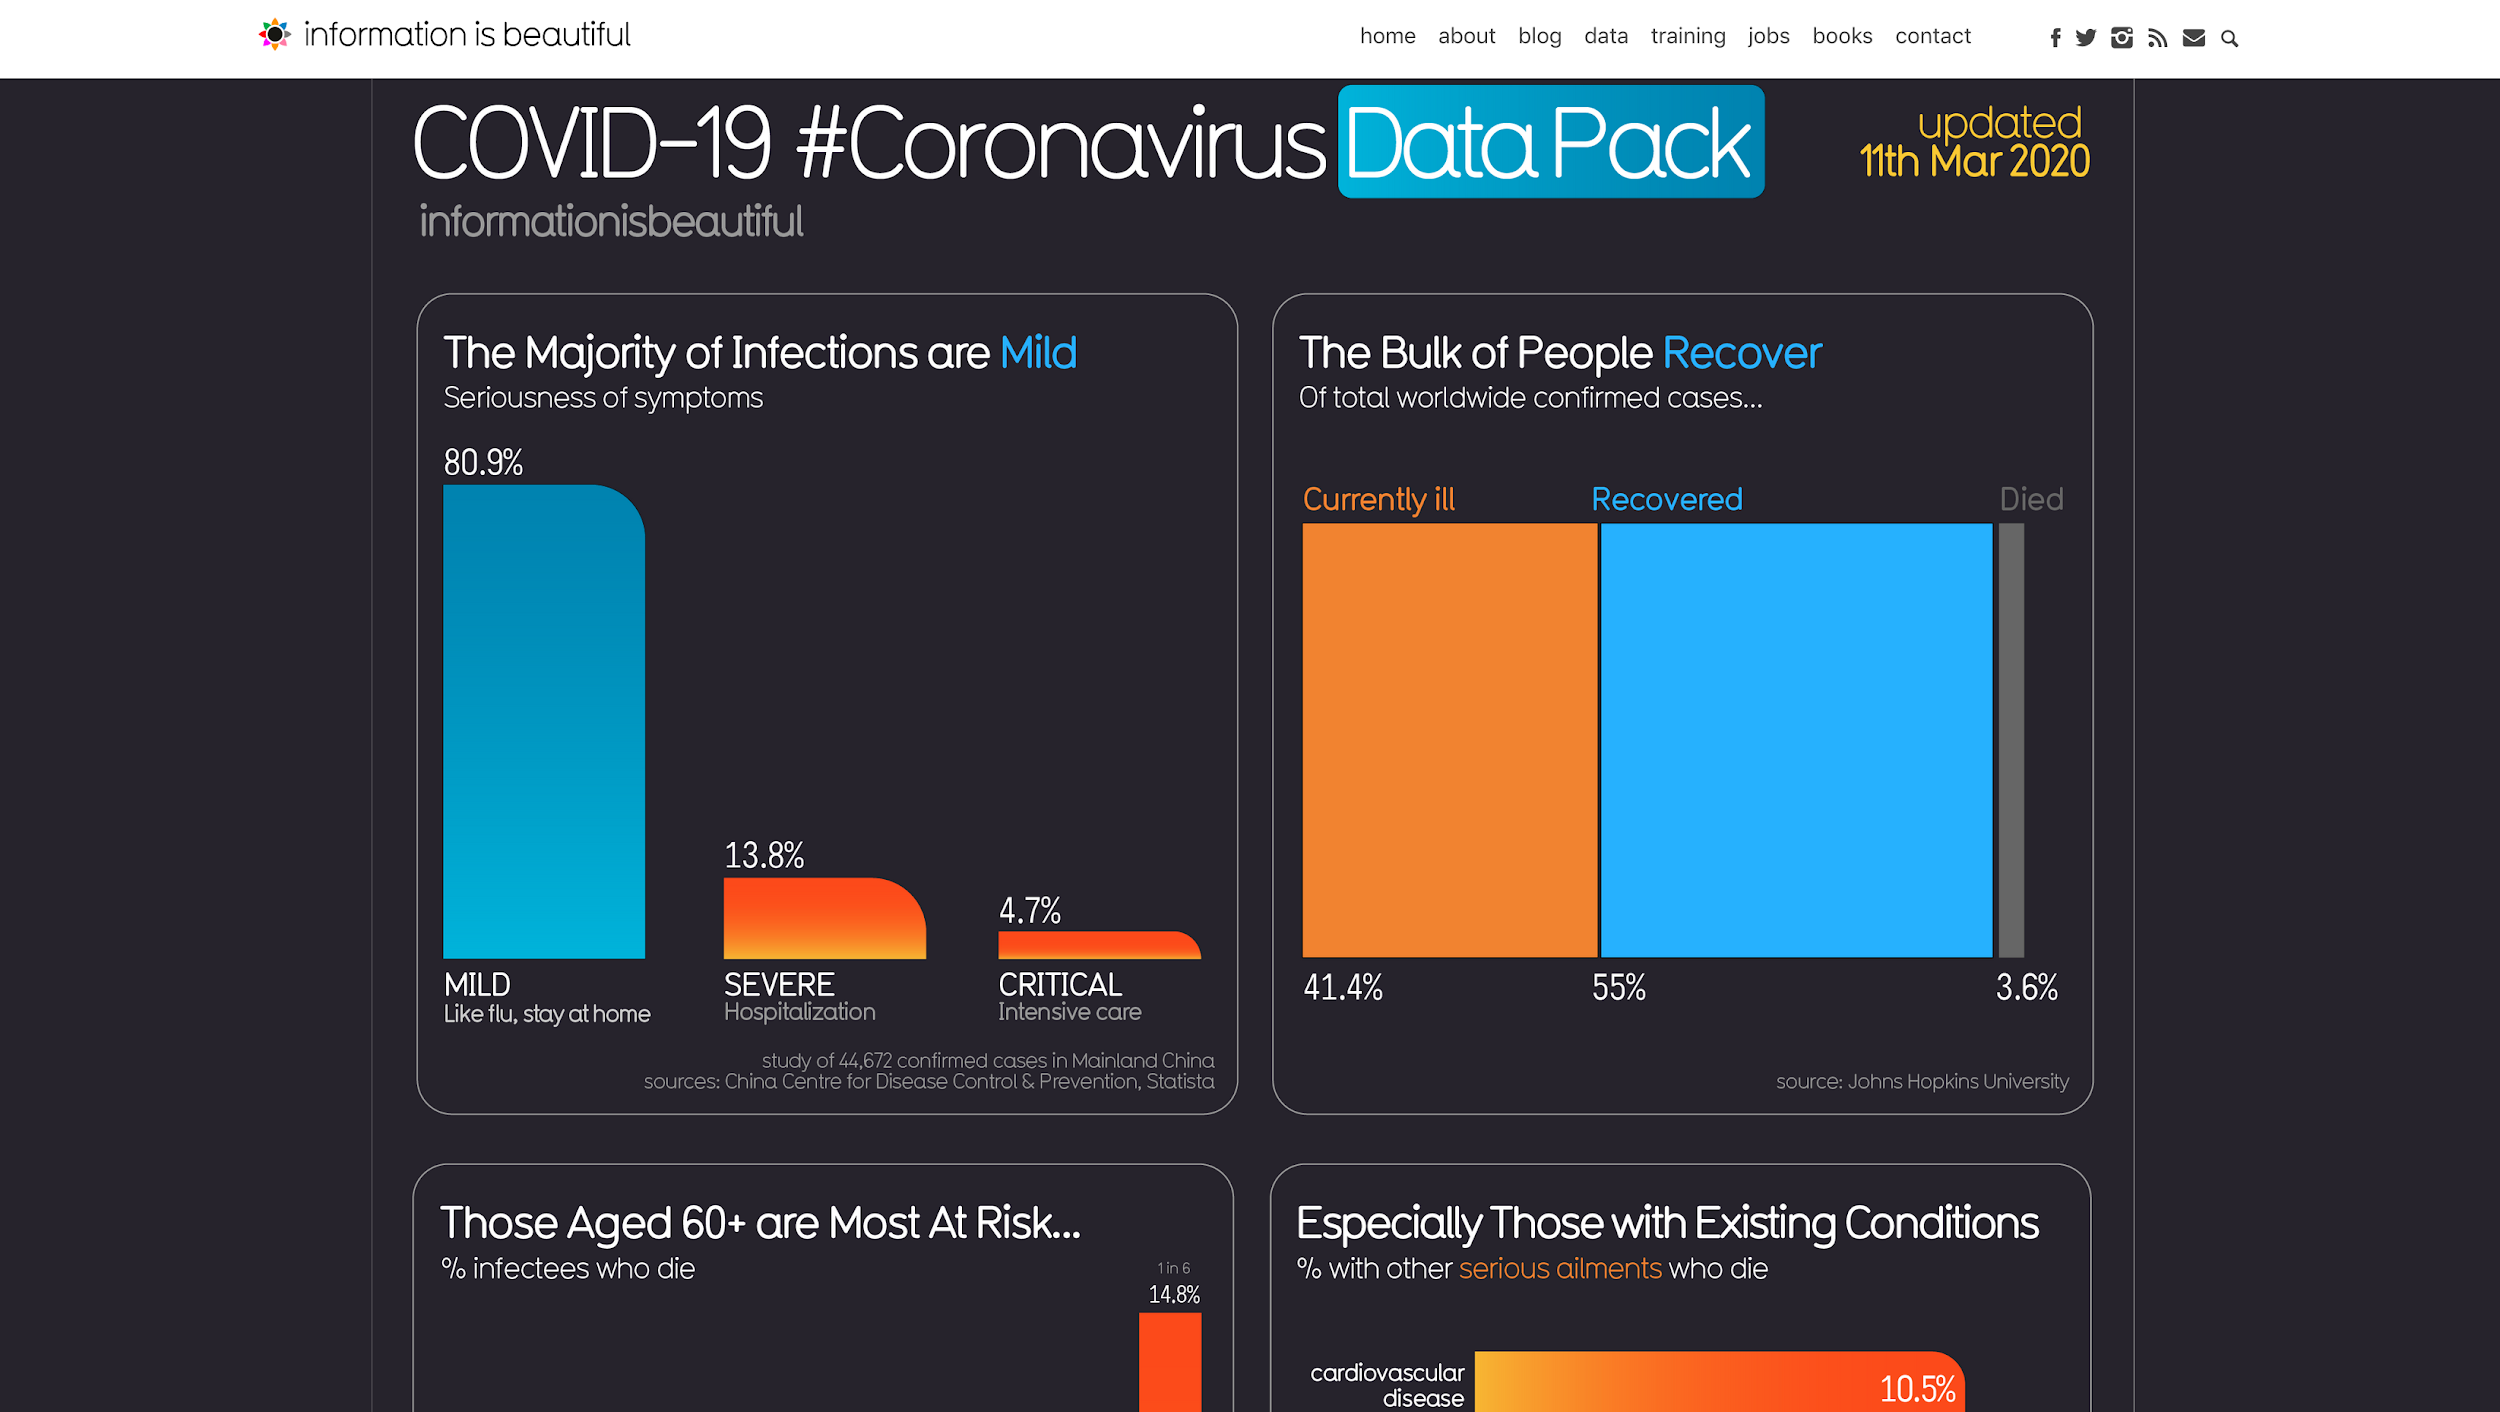 information is beautiful
home about blog data training jobs books contact
COVID-19 #Coronavirus Data Pack
updated
11th Mar 2020
informationisbeautiful
The Majority of Infections are Mild
Seriousness of symptoms
80.9%
13.8%
4.7%
MILD
Like flu, stay at home
SEVERE
Hospitalization
CRITICAL
Intensive care
study of 44,672 confirmed cases in Mainland China
sources: China Centre for Disease Control & Prevention, Statista
The Bulk of People Recover
Of total worldwide confirmed cases...
Currently ill
Recovered
Died
41.4%
55%
3.6%
source: Johns Hopkins University
Those Aged 60+ are Most At Risk...
% infectees who die
1 in 6
14.8%
Especially Those with Existing Conditions
% with other serious ailments who die
cardiovascular
disease
10.5%